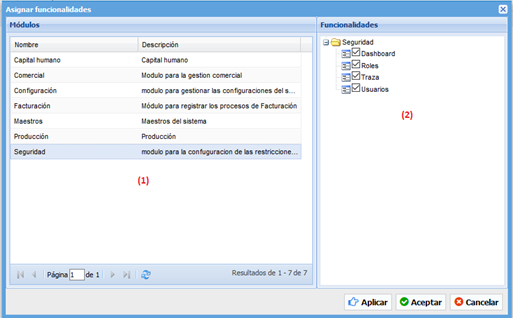 Asignar funcionalidades
Módulos
Nombre Descripción
Capital humano Capital humano
Comercial Modulo para la gestion comercial
Configuración modulo para gestionar las configuraciones del s...
Facturación Módulo para registrar los procesos de Facturación
Maestros Maestros del sistema
Producción Producción
Seguridad modulo para la confuguracion de las restriccione...
(1)
Página 1 de 1 Resultados de 1 - 7 de 7
Funcionalidades
Seguridad
Dashboard
Roles
Traza
Usuarios
(2)
Aplicar Aceptar Cancelar